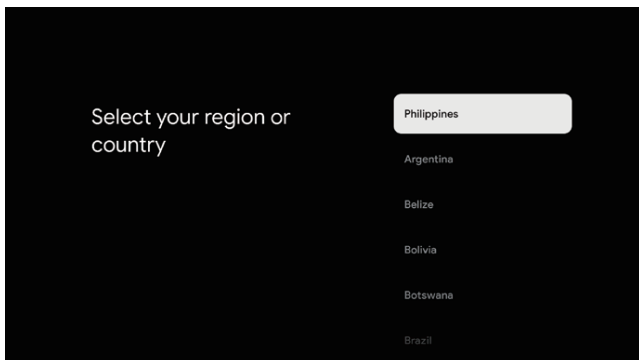 Select your region or
country
Philippines
Argentina
Belize
Bolivia
Botswana
Brazil